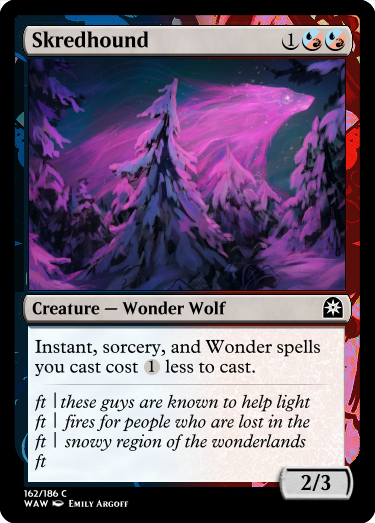 Skredhound 1
Creature — Wonder Wolf
Instant, sorcery, and Wonder spells
you cast cost 1 less to cast.
ft | these guys are known to help light
ft | fires for people who are lost in the
ft | snowy region of the wonderlands
ft
2/3
162/186 C
WAW EMILY ARGOFF